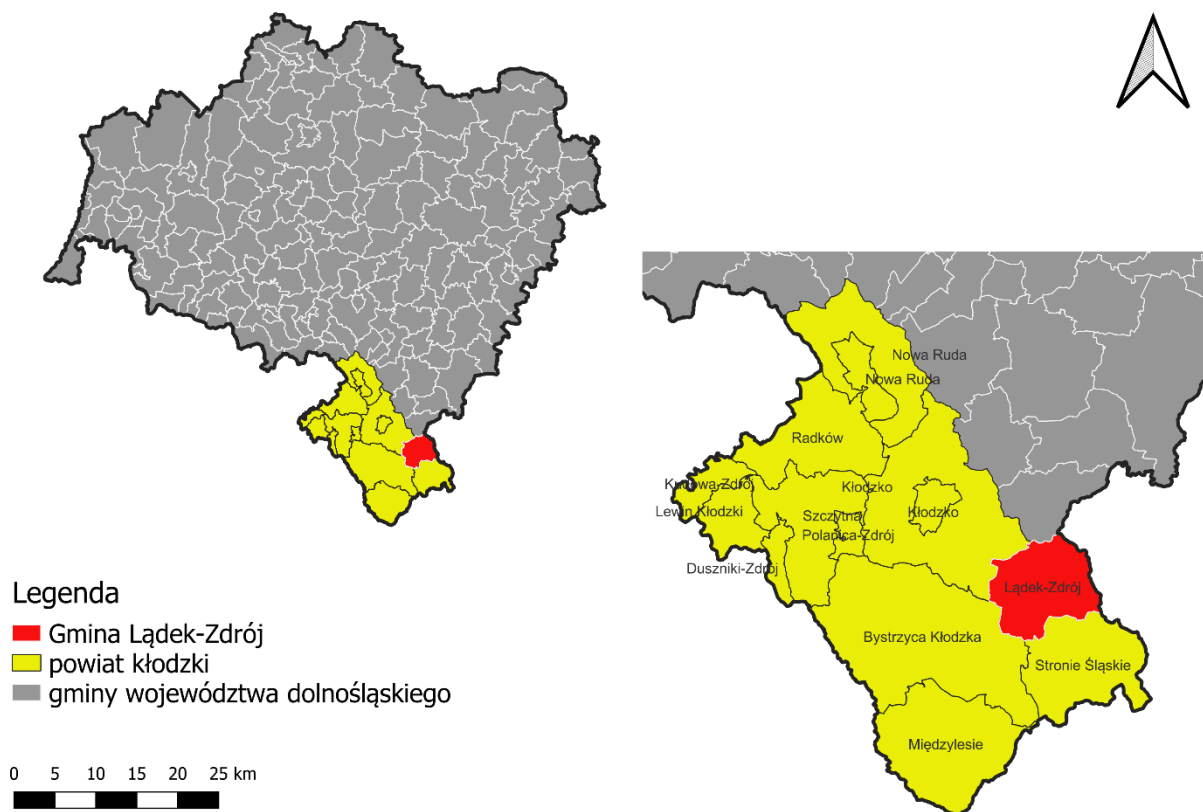 Nowa Ruda
Nowa Ruda
Radków
Kudowa-Zdrój
Kłodzko
Lewin Kłodzki
Szczytna
Kłodzko
Polanica-Zdrój
Duszniki-Zdrój
Lądek-Zdrój
Bystrzyca Kłodzka
Stronie Śląskie
Międzylesie
Legenda
Gmina Lądek-Zdrój
powiat kłodzki
gminy województwa dolnośląskiego
0 5 10 15 20 25 km